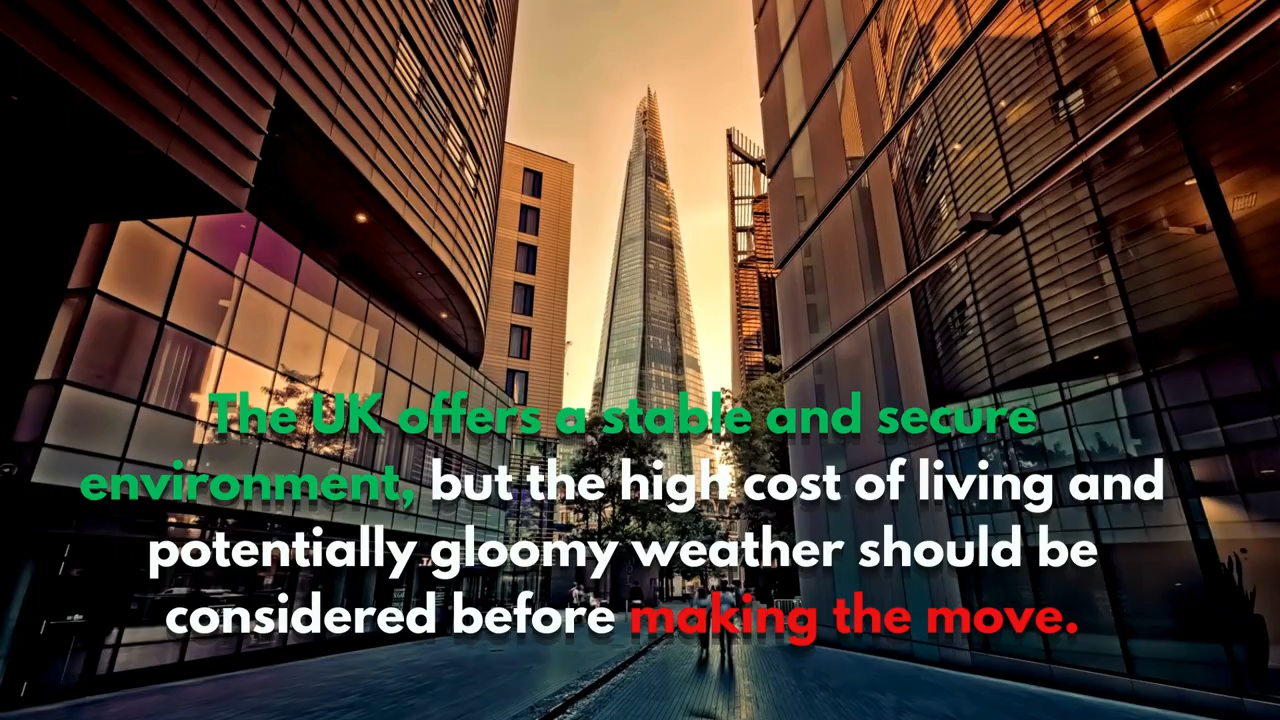 The UK offers a stable and secure
environment, but the high cost of living and
potentially gloomy weather should be
considered before making the move.